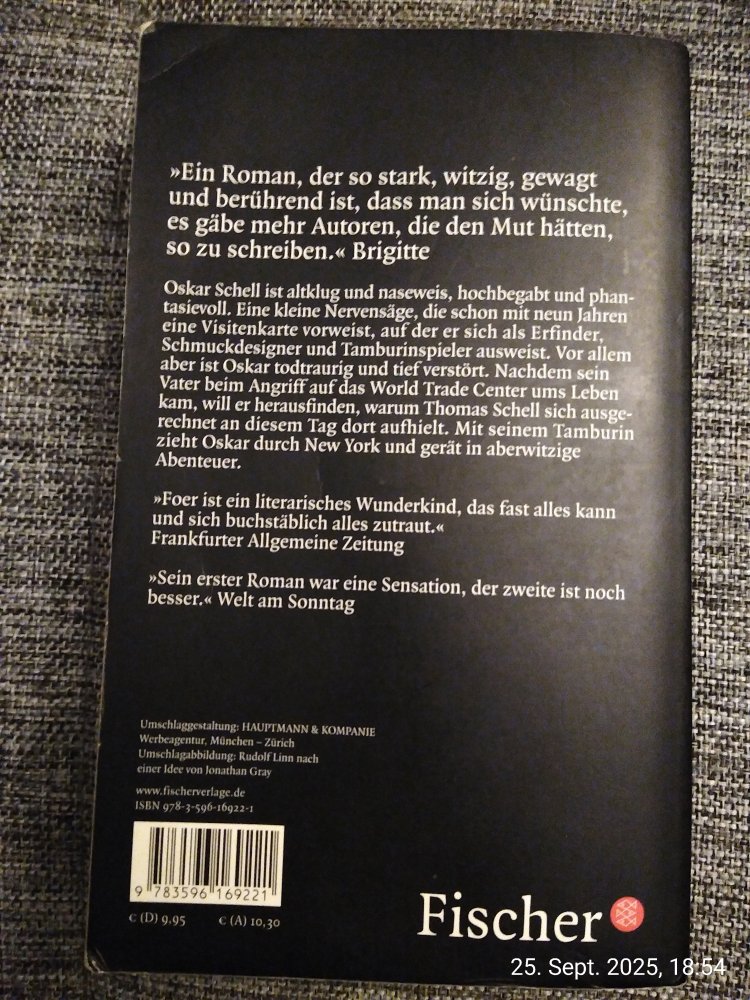 »Ein Roman, der so stark, witzig, gewagt
und berührend ist, dass man sich wünschte,
es gäbe mehr Autoren, die den Mut hätten,
so zu schreiben.« Brigitte
Oskar Schell ist altklug und naseweis, hochbegabt und phan-
tasievoll. Eine kleine Nervensäge, die schon mit neun Jahren
eine Visitenkarte vorweist, auf der er sich als Erfinder,
Schmuckdesigner und Tamburinspieler ausweist. Vor allem
aber ist Oskar todtraurig und tief verstört. Nachdem sein
Vater beim Angriff auf das World Trade Center ums Leben
kam, will er herausfinden, warum Thomas Schell sich ausge-
rechnet an diesem Tag dort aufhielt. Mit seinem Tamburin
zieht Oskar durch New York und gerät in aberwitzige
Abenteuer.
»Foer ist ein literarisches Wunderkind, das fast alles kann
und sich buchstäblich alles zutraut.«
Frankfurter Allgemeine Zeitung
»Sein erster Roman war eine Sensation, der zweite ist noch
besser.« Welt am Sonntag
Umschlaggestaltung: HAUPTMANN & KOMPANIE
Werbeagentur, München – Zürich
Umschlagabbildung: Rudolf Linn nach
einer Idee von Jonathan Gray
www.fischerverlage.de
ISBN 978-3-596-16922-1
9 783596 169221
€ (D) 9,95 € (A) 10,30
Fischer
25. Sept. 2025, 18:54